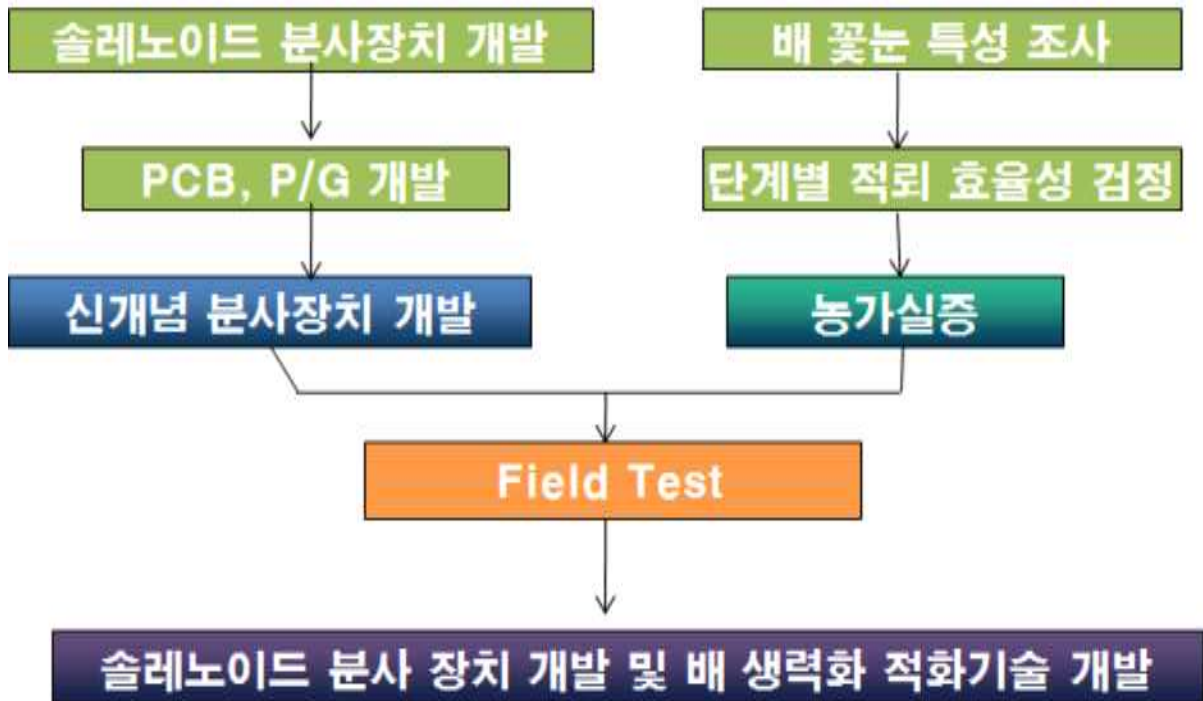 솔레노이드 분사장치 개발
배 꽃눈 특성 조사
PCB, P/G 개발
단계별 적뢰 효율성 검정
신개념 분사장치 개발
농가실증
Field Test
솔레노이드 분사 장치 개발 및 배 생력화 적화기술 개발